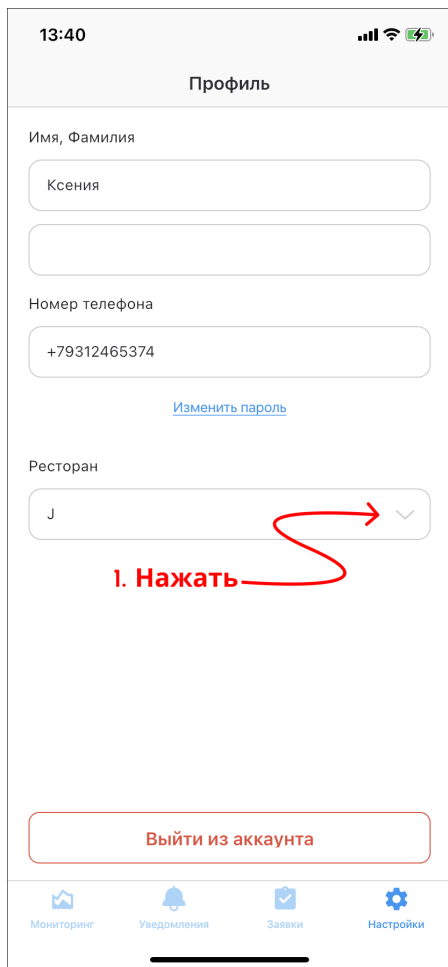 13:40
Профиль
Имя, Фамилия
Ксения
Номер телефона
+79312465374
Изменить пароль
Ресторан
J
1. Нажать
Выйти из аккаунта
Мониторинг
Уведомления
Заявки
Настройки